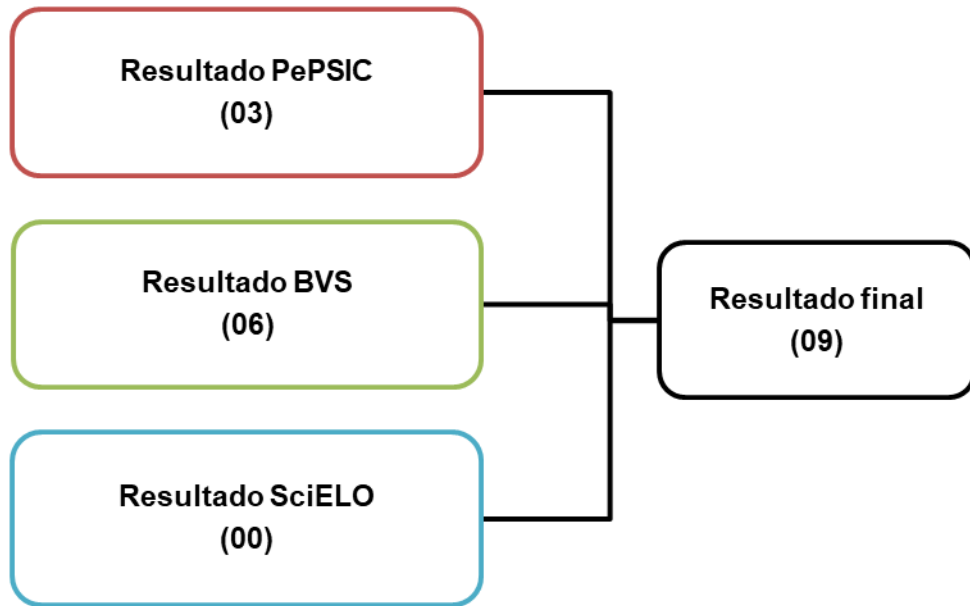 Resultado PePSIC
(03)
Resultado BVS
(06)
Resultado SciELO
(00)
Resultado final
(09)